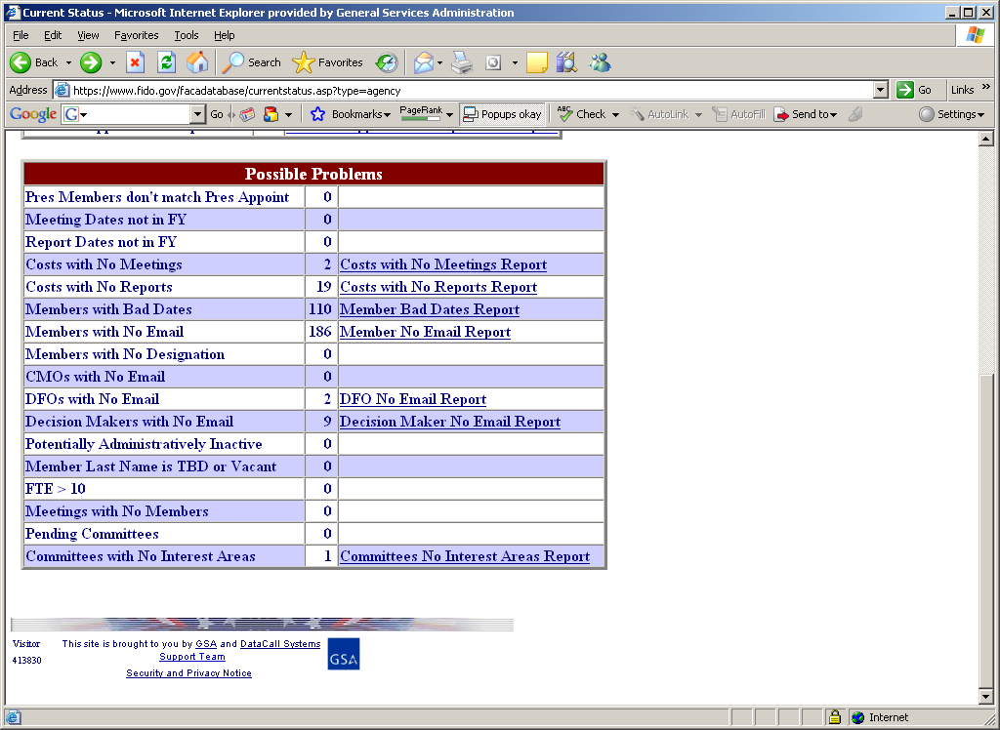 Current Status - Microsoft Internet Explorer provided by General Services Administration
File Edit View Favorites Tools Help
Back Search Favorites
Address https://www.fido.gov/facadatabase/currentstatus.asp?type=agency Go Links »
Google G Go Bookmarks PageRank Popups okay ABC Check AutoLink AutoFill Send to Settings
Possible Problems
Pres Members don't match Pres Appoint 0
Meeting Dates not in FY 0
Report Dates not in FY 0
Costs with No Meetings 2 Costs with No Meetings Report
Costs with No Reports 19 Costs with No Reports Report
Members with Bad Dates 110 Member Bad Dates Report
Members with No Email 186 Member No Email Report
Members with No Designation 0
CMOs with No Email 0
DFOs with No Email 2 DFO No Email Report
Decision Makers with No Email 9 Decision Maker No Email Report
Potentially Administratively Inactive 0
Member Last Name is TBD or Vacant 0
FTE > 10 0
Meetings with No Members 0
Pending Committees 0
Committees with No Interest Areas 1 Committees No Interest Areas Report
Visitor This site is brought to you by GSA and DataCall Systems
413830 Support Team
Security and Privacy Notice
GSA
Internet